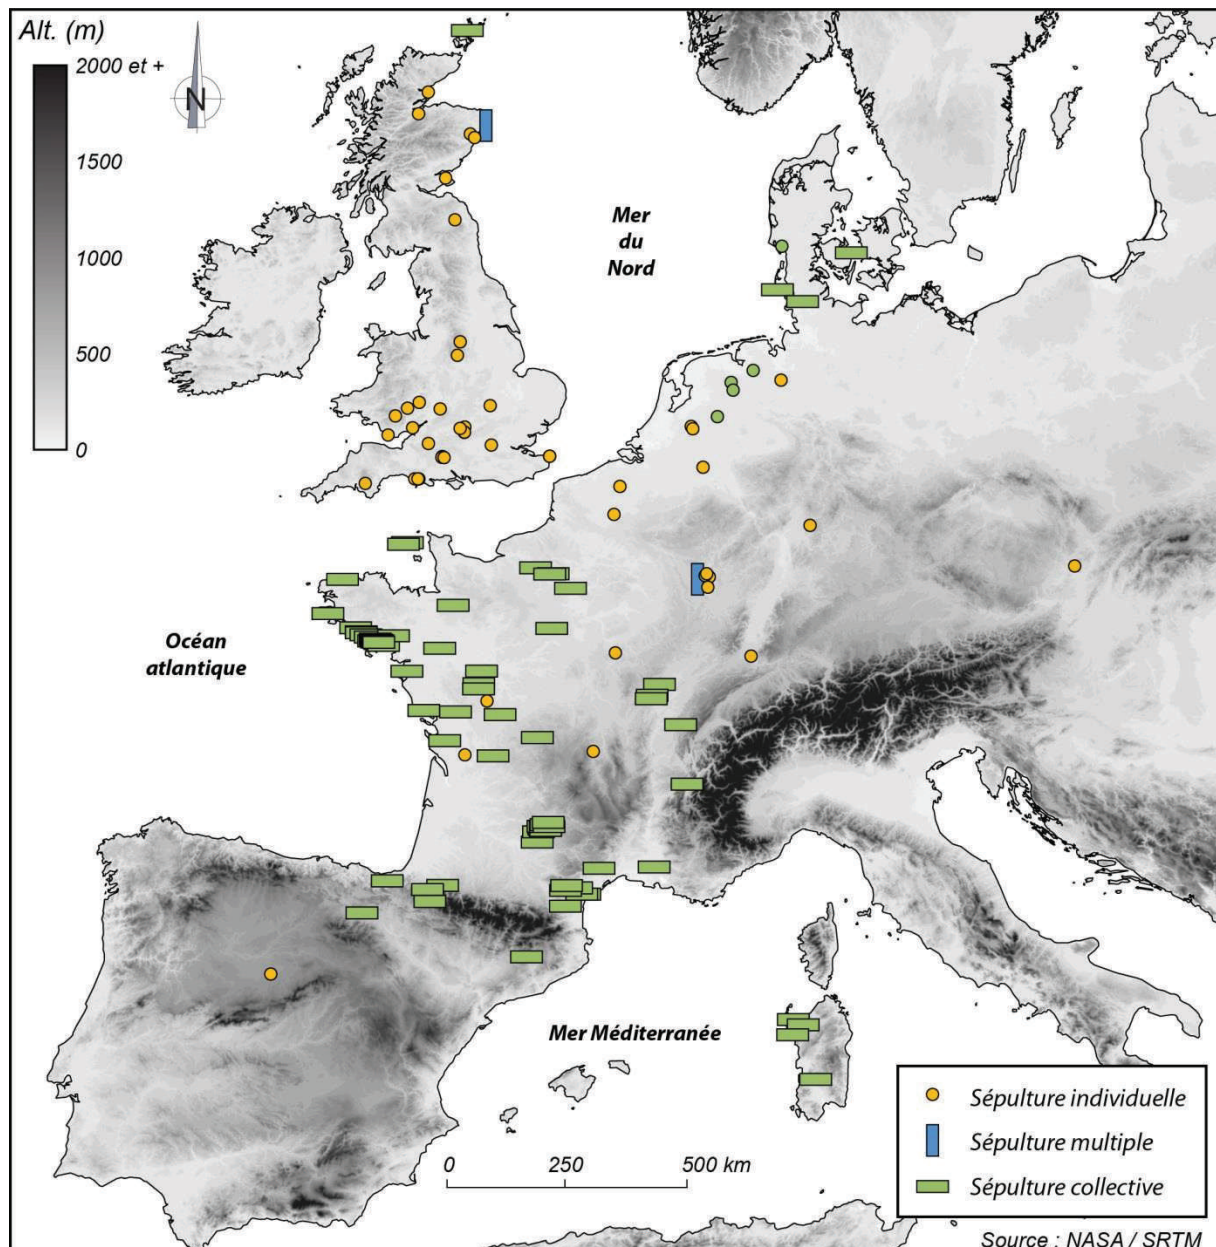 Alt. (m)
2000 et +
1500
1000
500
0
N
Mer
du
Nord
Océan
atlantique
Mer Méditerranée
0 250 500 km
Sépulture individuelle
Sépulture multiple
Sépulture collective
Source : NASA / SRTM